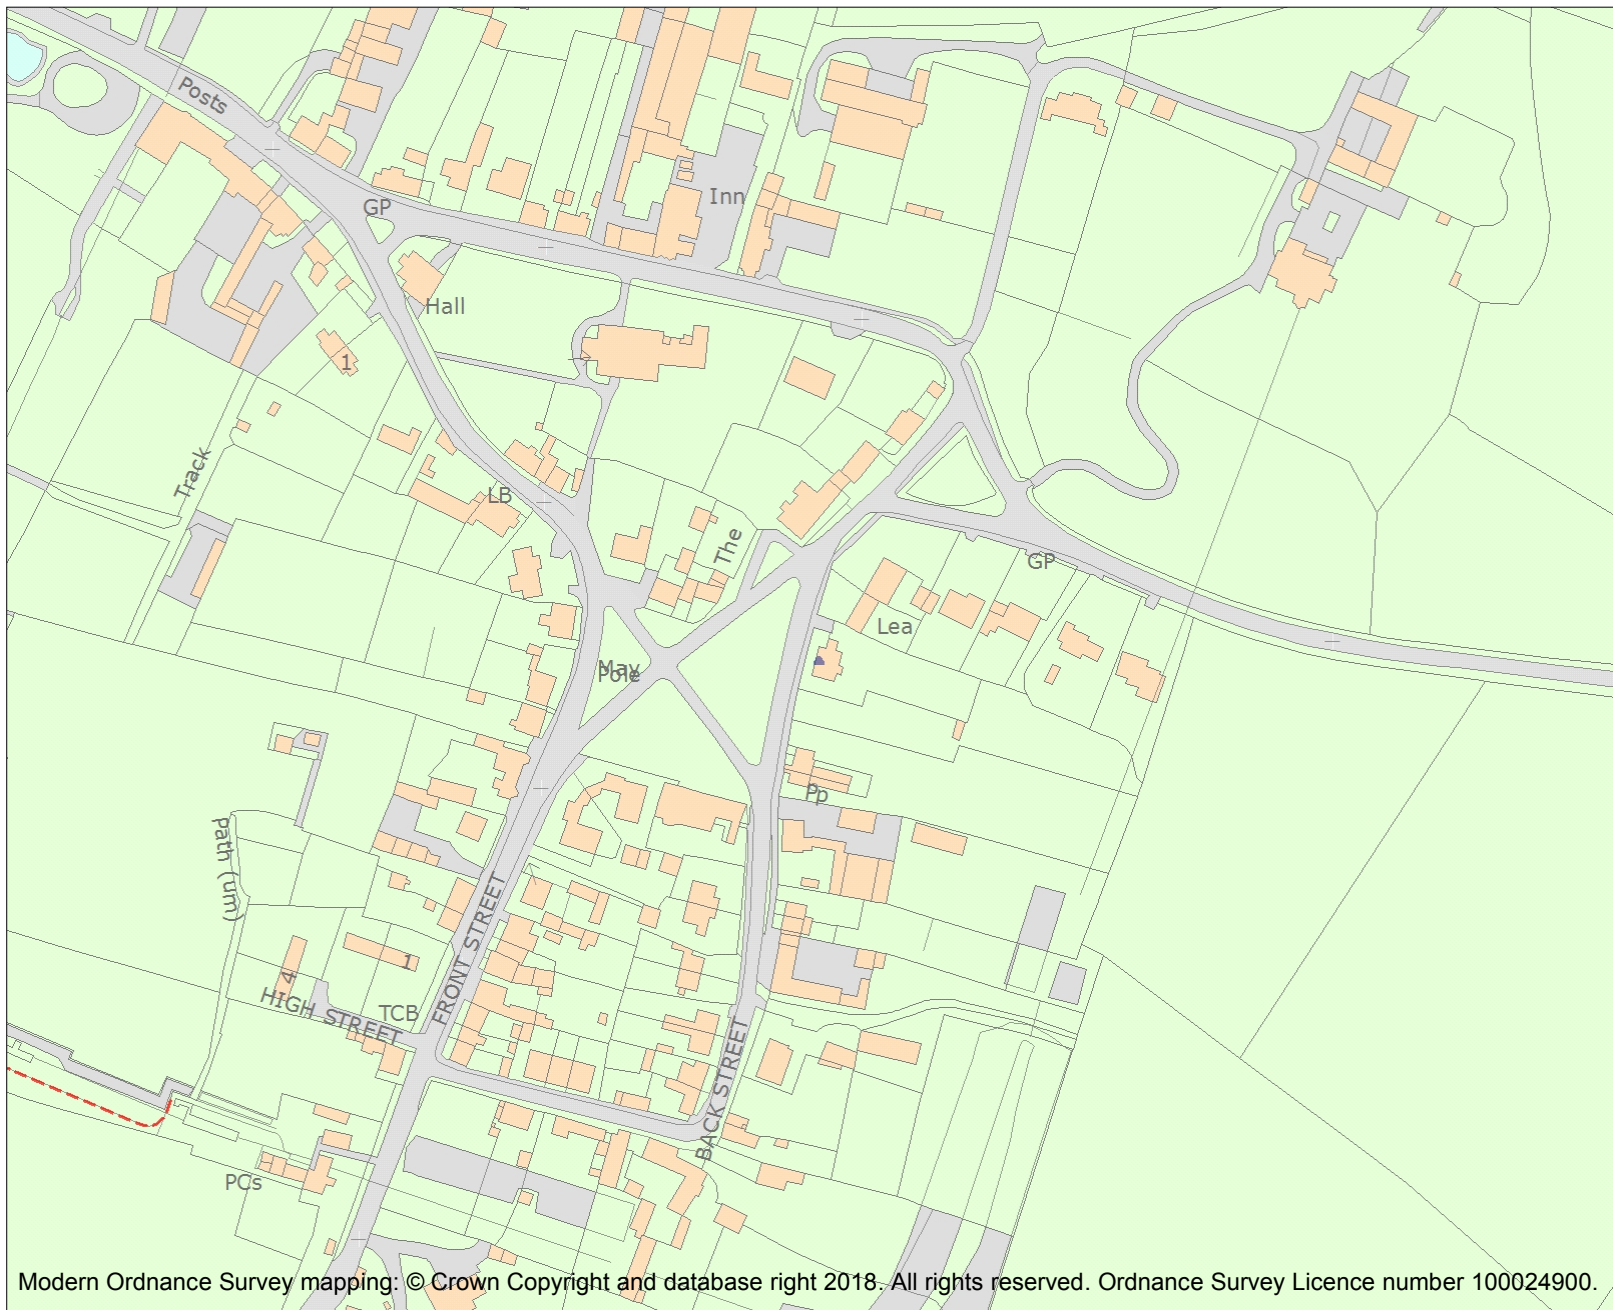 Posts
GP
Inn
Hall
1
Track
LB
The
GP
Lea
May
Pole
Pp
Path (um)
FRONT STREET
1
4
HIGH STREET
TCB
BACK STREET
PCs
Modern Ordnance Survey mapping: © Crown Copyright and database right 2018. All rights reserved. Ordnance Survey Licence number 100024900.